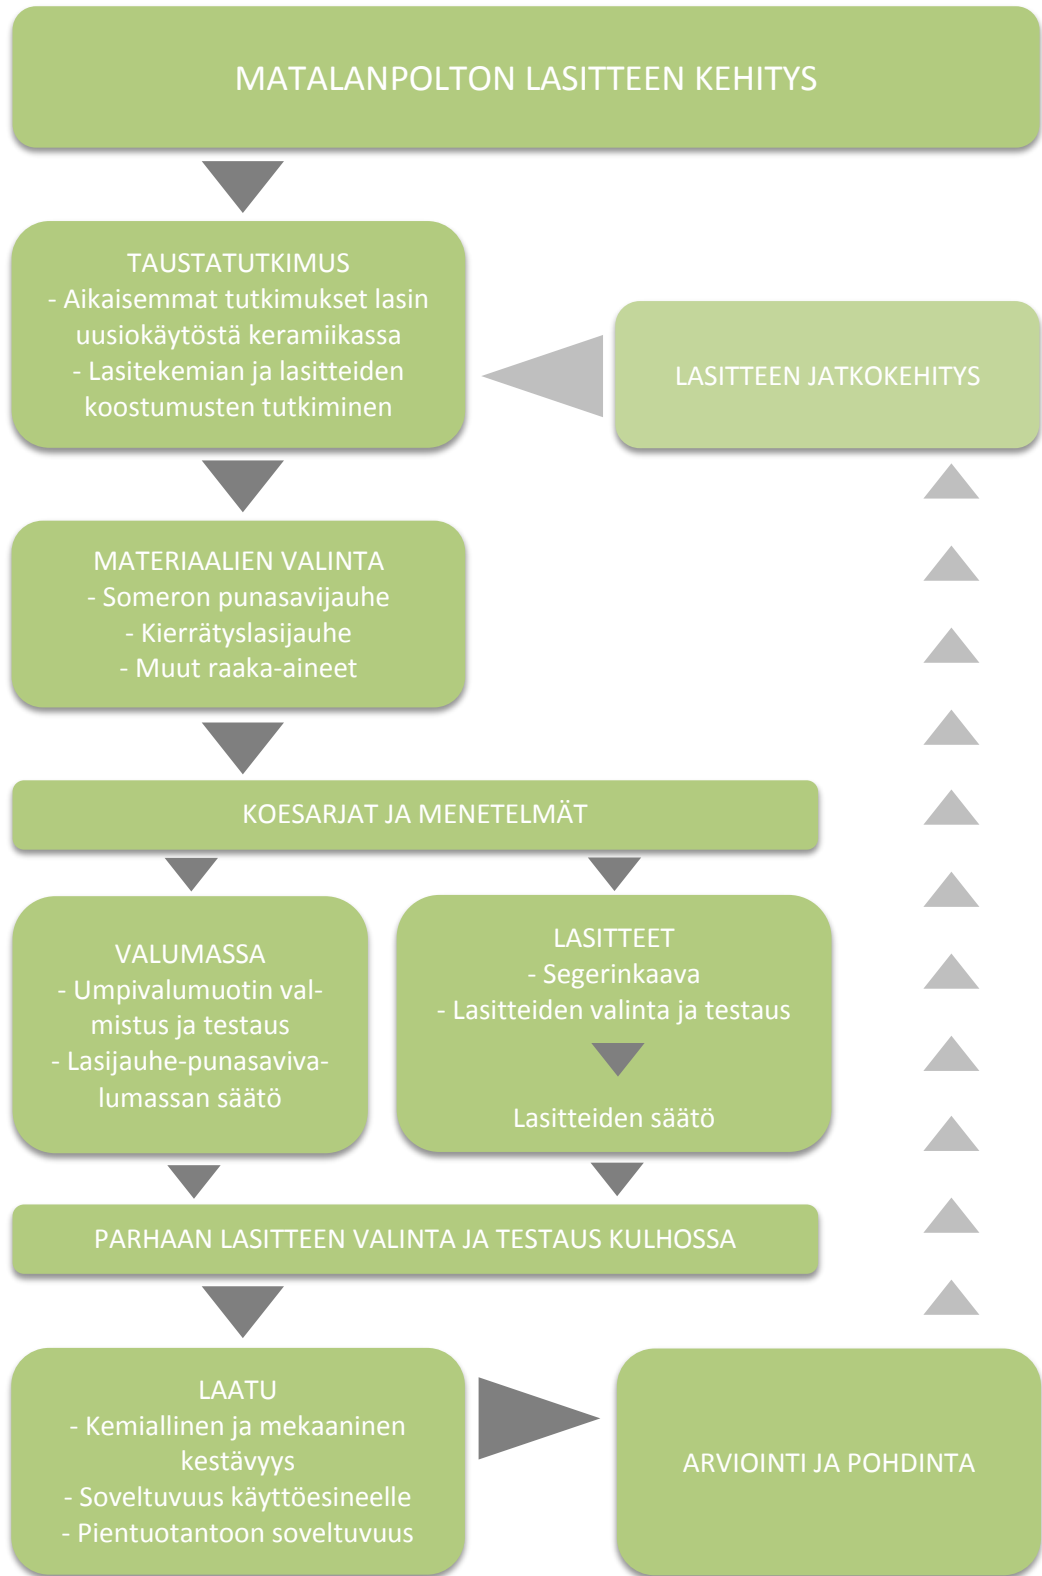 MATALANPOLTON LASITTEEN KEHITYS
TAUSTATUTKIMUS
- Aikaisemmat tutkimukset lasin
uusiokäytöstä keramiikassa
- Lasitekemian ja lasitteiden
koostumusten tutkiminen
LASITTEEN JATKOKEHITYS
MATERIAALIEN VALINTA
- Someron punasavijauhe
- Kierrätyslasijauhe
- Muut raaka-aineet
KOESARJAT JA MENETELMÄT
VALUMASSA
- Umpivalumuotin val-
mistus ja testaus
- Lasijauhe-punasaviva-
lumassan säätö
LASITTEET
- Segerinkaava
- Lasitteiden valinta ja testaus
Lasitteiden säätö
PARHAAN LASITTEEN VALINTA JA TESTAUS KULHOSSA
LAATU
- Kemiallinen ja mekaaninen
kestävyys
- Soveltuvuus käyttöesineelle
- Pientuotantoon soveltuvuus
ARVIOINTI JA POHDINTA